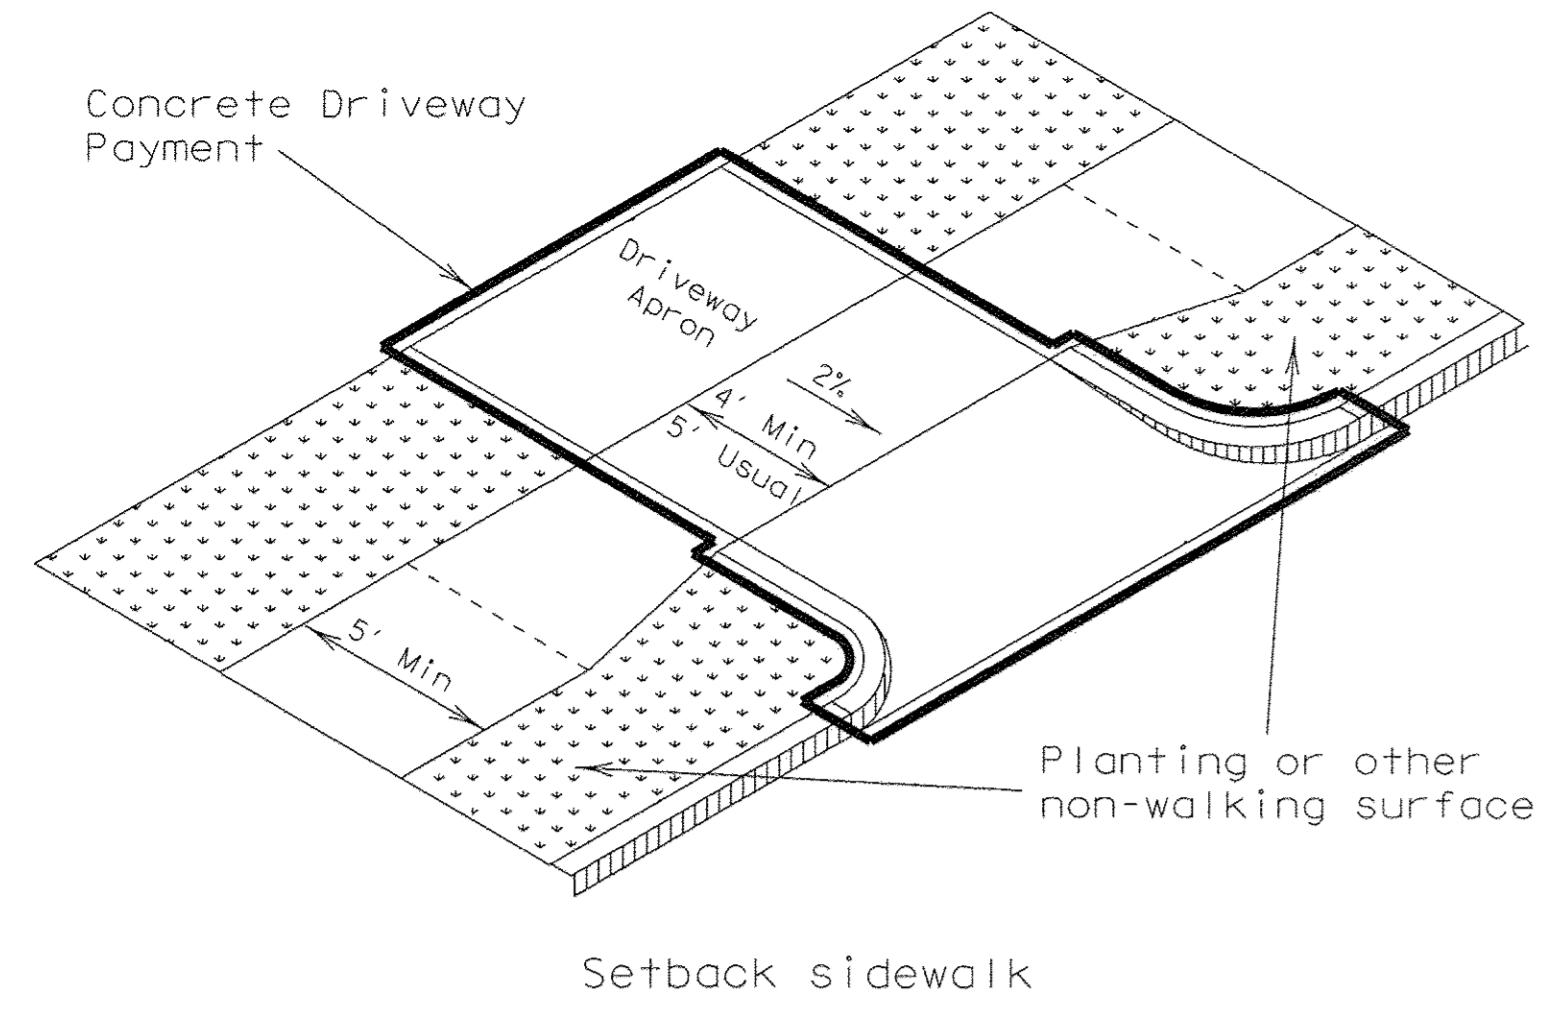 Concrete Driveway
Payment
Driveway
Apron
2%
4' Min
5' Usual
5' Min
Planting or other
non-walking surface
Setback sidewalk